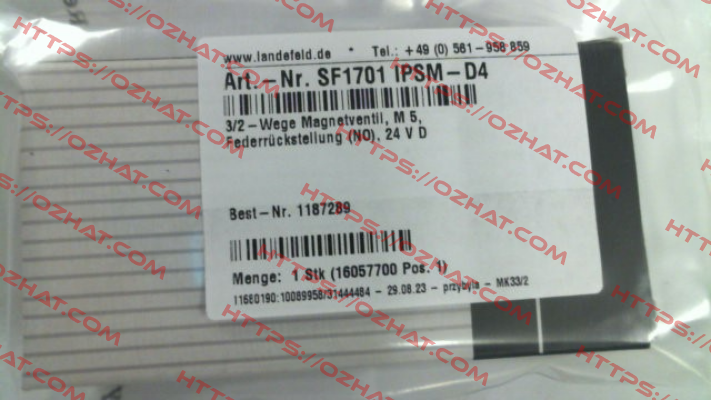 www.landefeld.de * Tel.: +49 (0) 561-958 859
Art.-Nr. SF1701 IPSM-D4
3/2-Wege Magnetventil, M 5,
Federrückstellung (NO), 24 V D
Best-Nr. 1187289
Menge: 1 Stk (16057700 Pos. 1)
11680190:10089958/31444464 - 29.08.23 - przybyla - MK33/2
HTTPS://OZHAT.COM